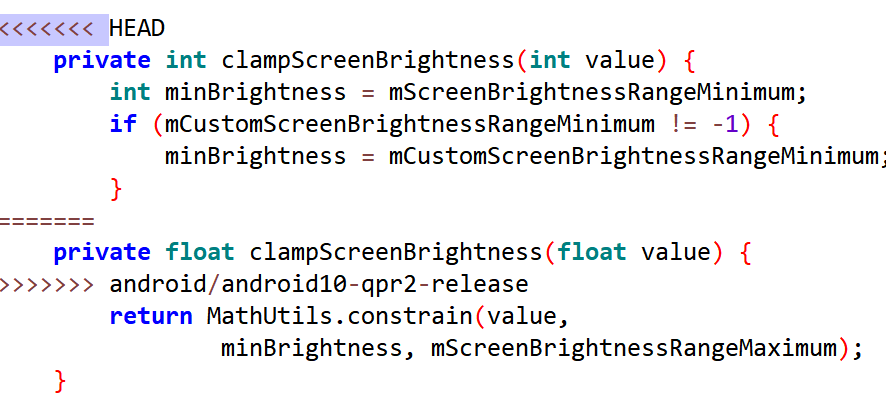 <<<<<<< HEAD
    private int clampScreenBrightness(int value) {
        int minBrightness = mScreenBrightnessRangeMinimum;
        if (mCustomScreenBrightnessRangeMinimum != -1) {
            minBrightness = mCustomScreenBrightnessRangeMinimum;
        }
=======
    private float clampScreenBrightness(float value) {
>>>>>>> android/android10-qpr2-release
        return MathUtils.constrain(value,
                minBrightness, mScreenBrightnessRangeMaximum);
    }